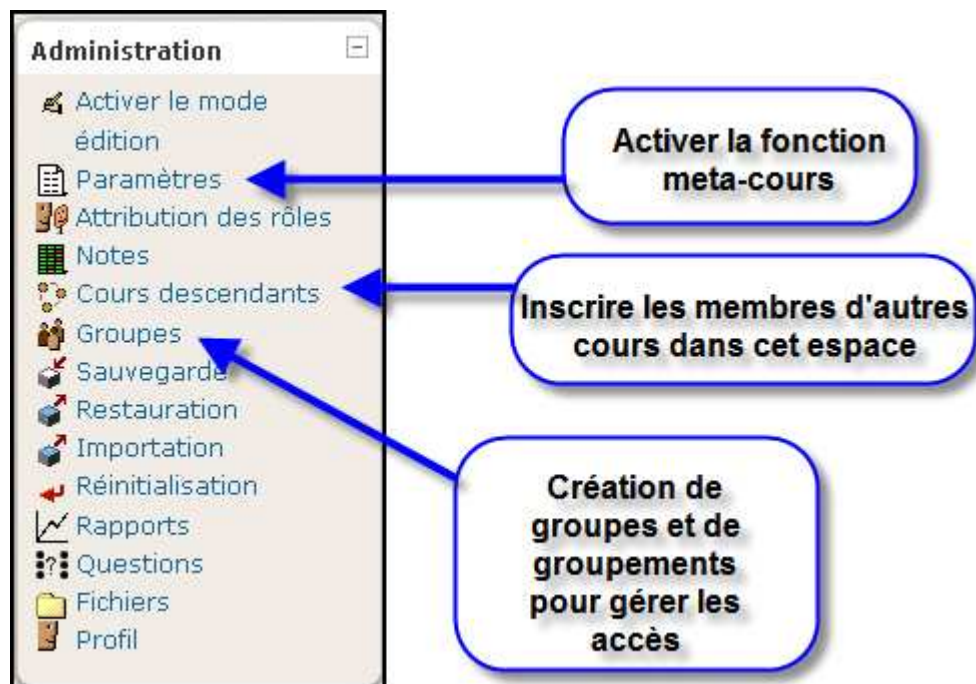 Administration
Activer le mode
édition
Paramètres
Attribution des rôles
Notes
Cours descendants
Groupes
Sauvegarde
Restauration
Importation
Réinitialisation
Rapports
Questions
Fichiers
Profil
Activer la fonction
meta-cours
Inscrire les membres d'autres
cours dans cet espace
Création de
groupes et de
groupements
pour gérer les
accès